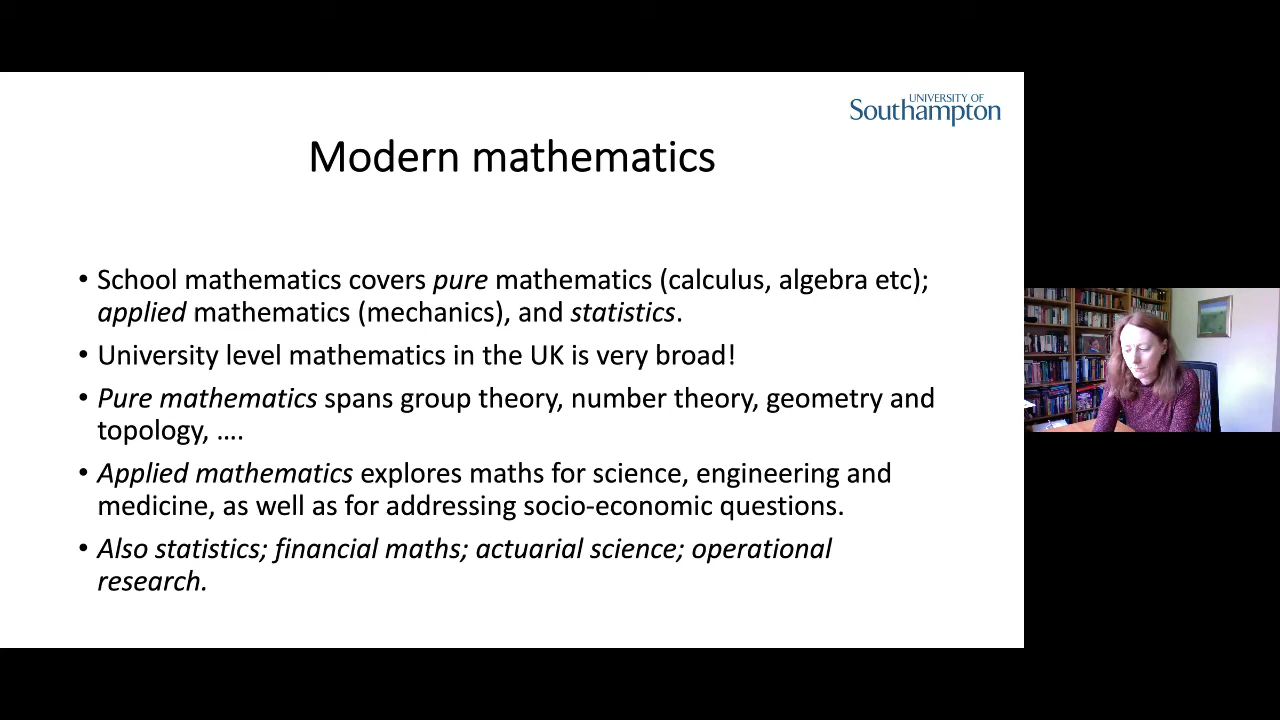 UNIVERSITY OF
Southampton
Modern mathematics
• School mathematics covers pure mathematics (calculus, algebra etc);
applied mathematics (mechanics), and statistics.
• University level mathematics in the UK is very broad!
• Pure mathematics spans group theory, number theory, geometry and
topology, ….
• Applied mathematics explores maths for science, engineering and
medicine, as well as for addressing socio-economic questions.
• Also statistics; financial maths; actuarial science; operational
research.